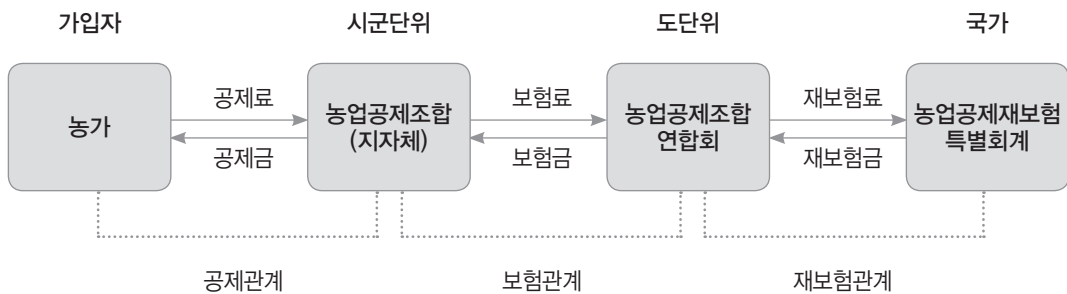 가입자
시군단위
도단위
국가
농가
공제료
공제금
농업공제조합
(지자체)
보험료
보험금
농업공제조합
연합회
재보험료
재보험금
농업공제재보험
특별회계
공제관계
보험관계
재보험관계